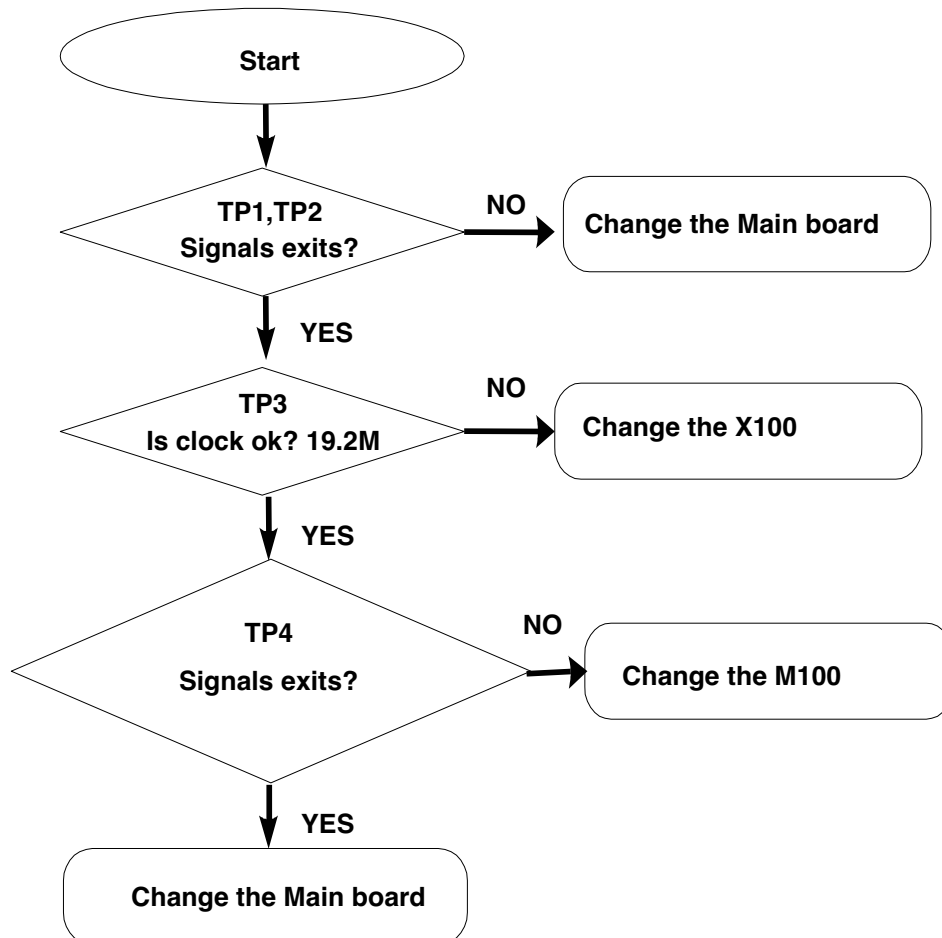 Start
TP1,TP2
Signals exits?
NO
Change the Main board
YES
TP3
Is clock ok? 19.2M
NO
Change the X100
YES
TP4
Signals exits?
NO
Change the M100
YES
Change the Main board